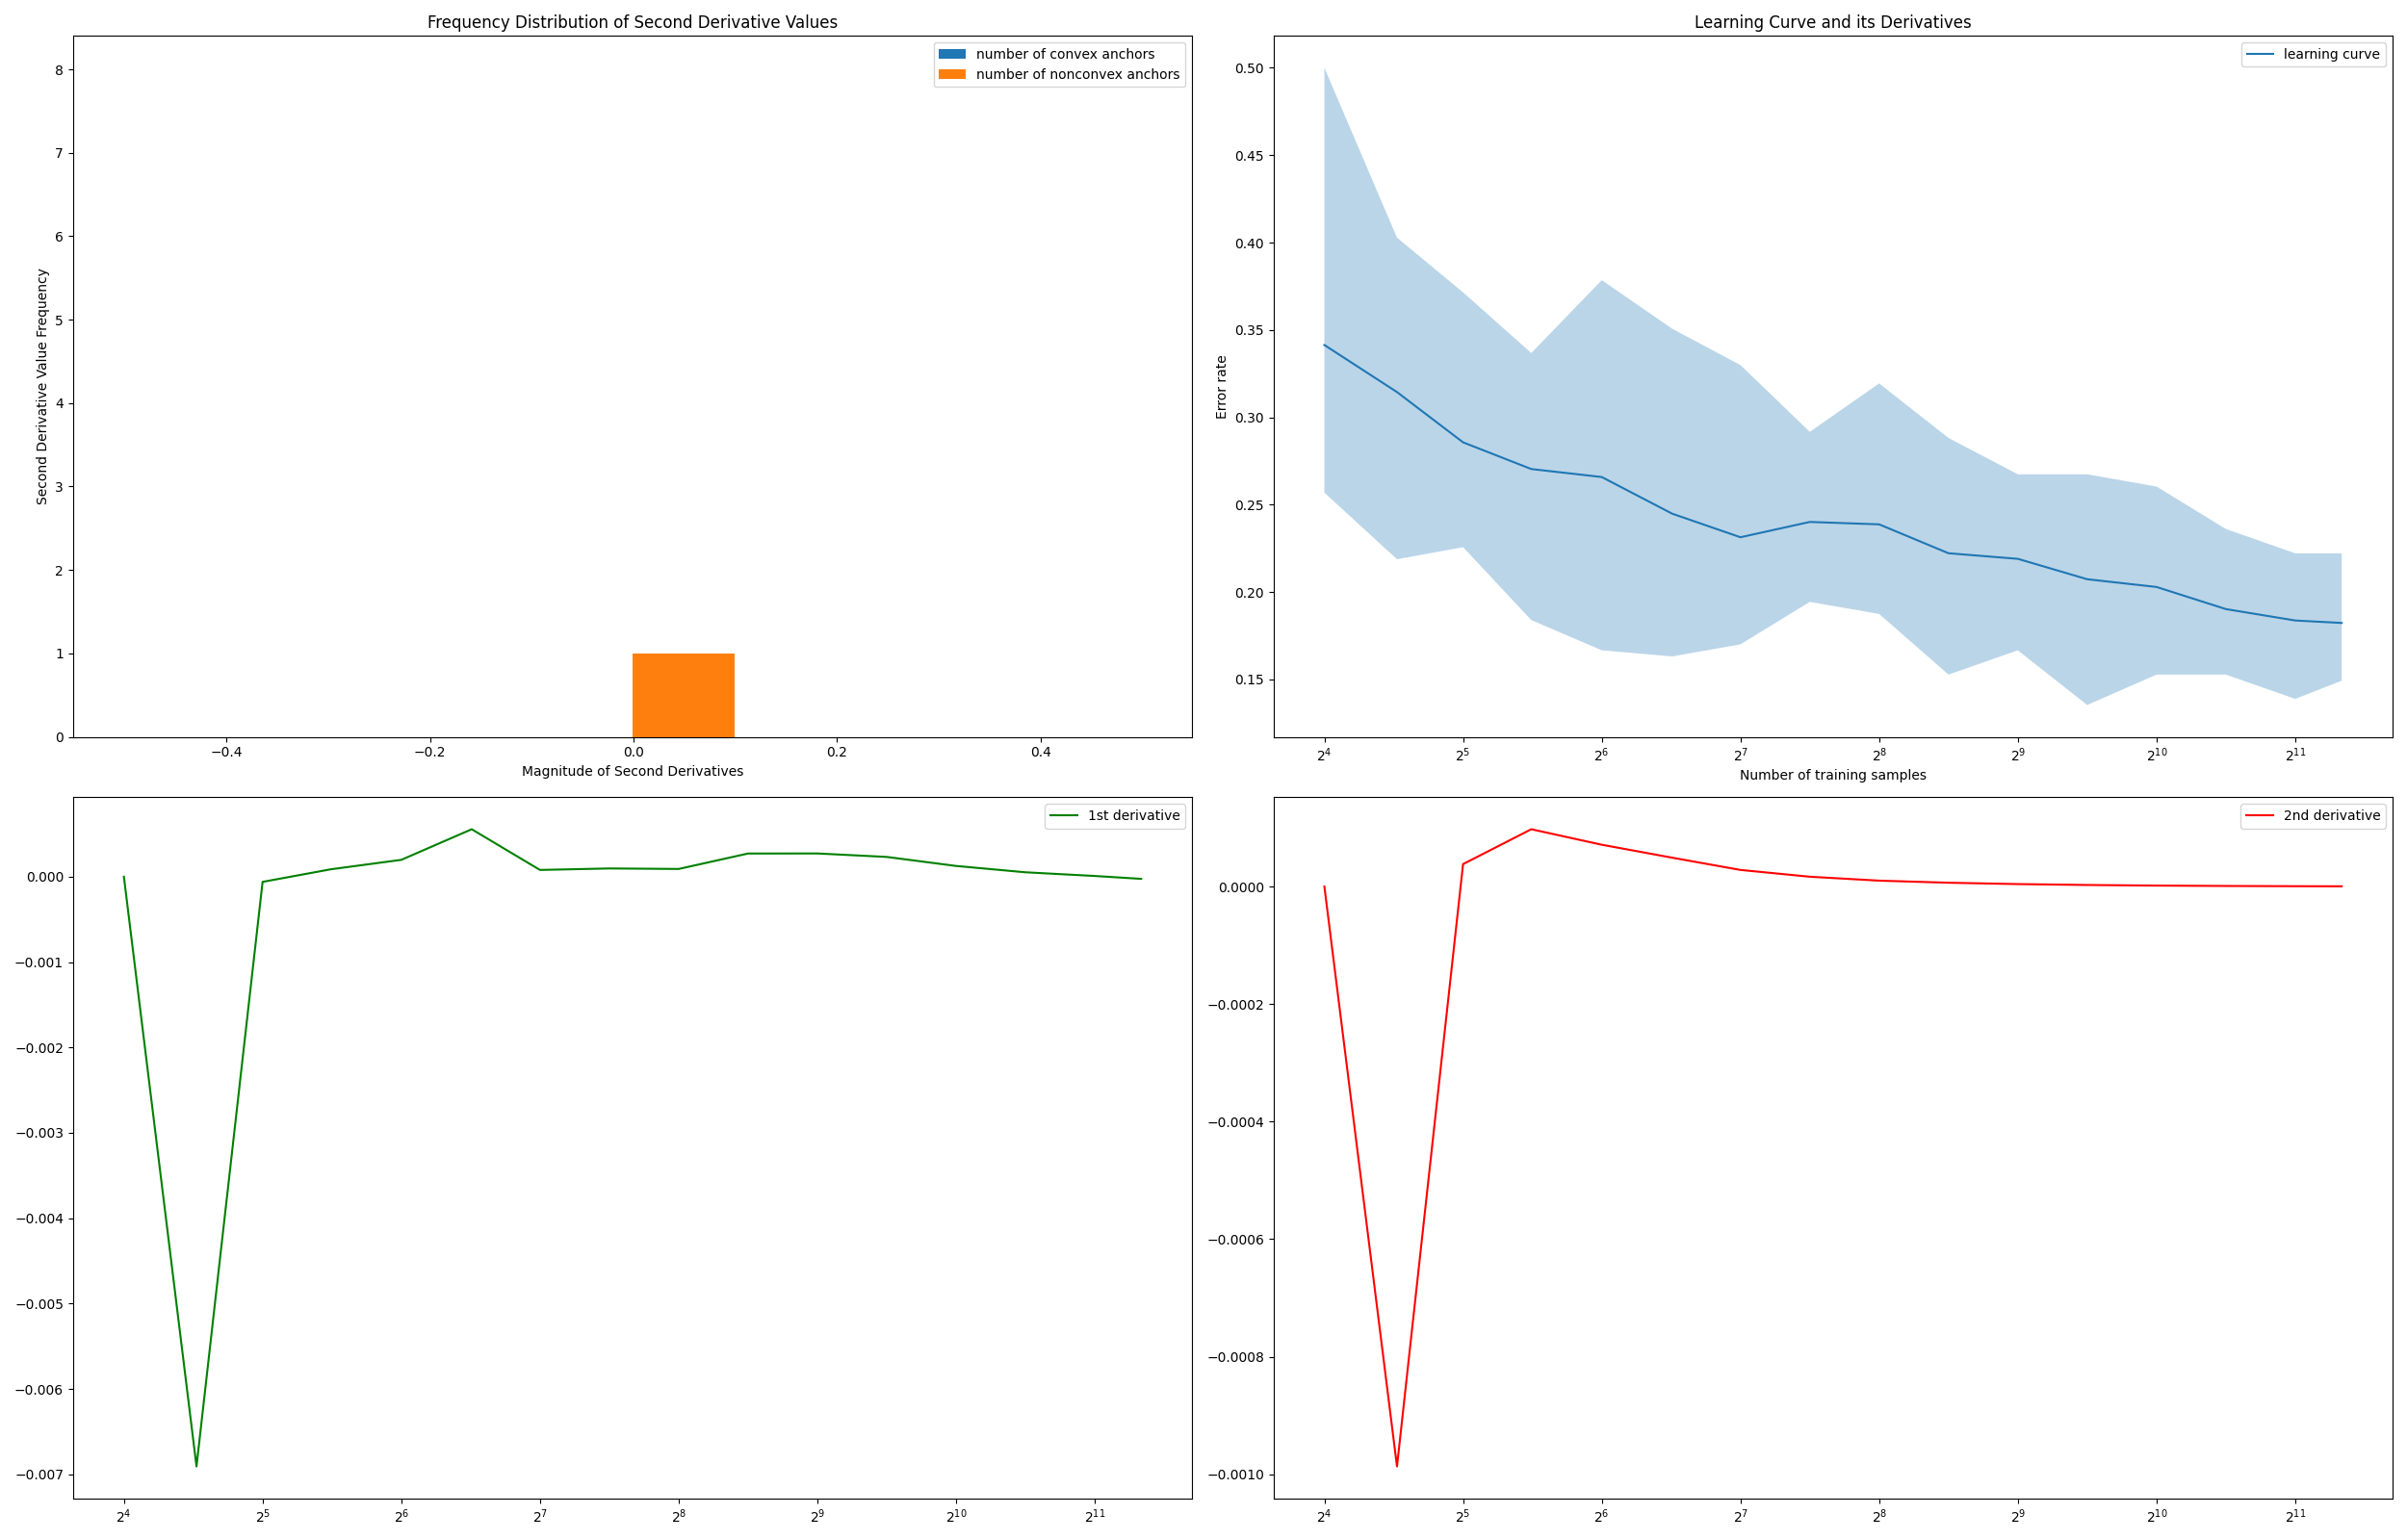 Frequency Distribution of Second Derivative Values
number of convex anchors
number of nonconvex anchors
8
7
6
5
4
3
2
1
0
Second Derivative Value Frequency
−0.4 −0.2 0.0 0.2 0.4
Magnitude of Second Derivatives
Learning Curve and its Derivatives
learning curve
0.50
0.45
0.40
0.35
0.30
0.25
0.20
0.15
Error rate
2⁴ 2⁵ 2⁶ 2⁷ 2⁸ 2⁹ 2¹⁰ 2¹¹
Number of training samples
1st derivative
0.000
−0.001
−0.002
−0.003
−0.004
−0.005
−0.006
−0.007
2⁴ 2⁵ 2⁶ 2⁷ 2⁸ 2⁹ 2¹⁰ 2¹¹
2nd derivative
0.0000
−0.0002
−0.0004
−0.0006
−0.0008
−0.0010
2⁴ 2⁵ 2⁶ 2⁷ 2⁸ 2⁹ 2¹⁰ 2¹¹